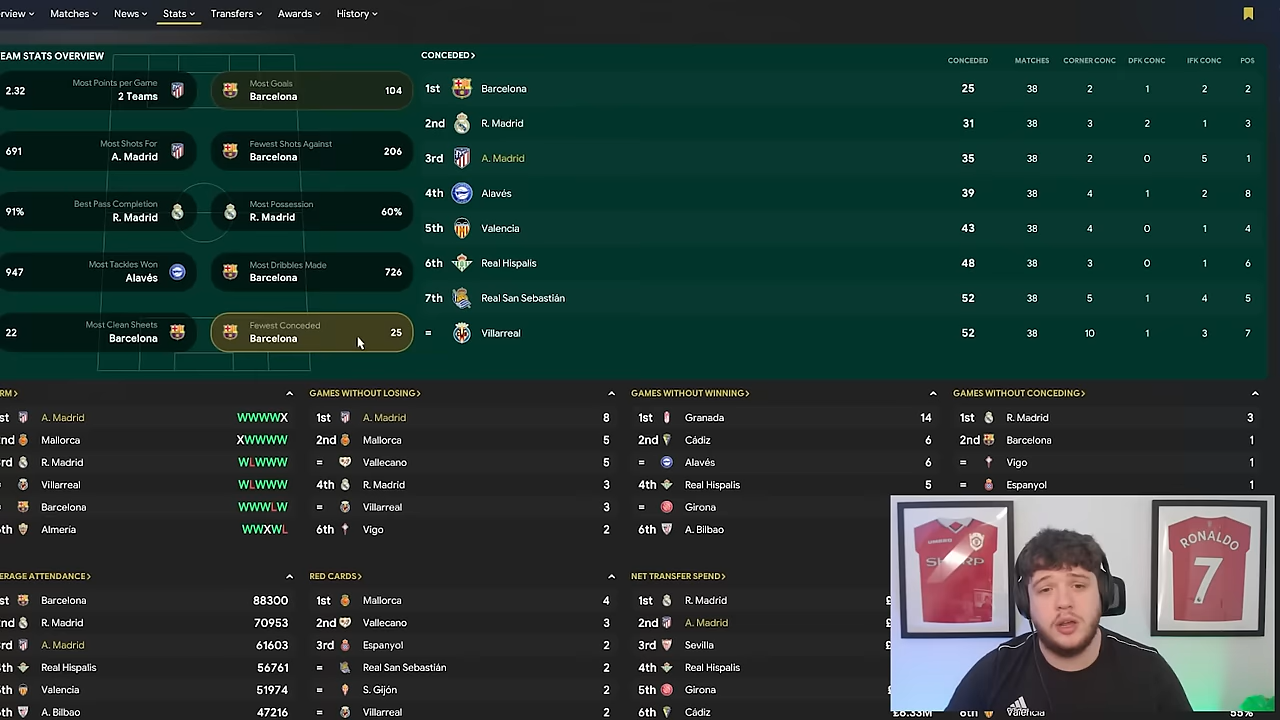 rview Matches News Stats Transfers Awards History
EAM STATS OVERVIEW
2.32 Most Points per Game
2 Teams
Most Goals
Barcelona 104
691 Most Shots For
A. Madrid
Fewest Shots Against
Barcelona 206
91% Best Pass Completion
R. Madrid
Most Possession
R. Madrid 60%
947 Most Tackles Won
Alavés
Most Dribbles Made
Barcelona 726
22 Most Clean Sheets
Barcelona
Fewest Conceded
Barcelona 25
CONCEDED>
CONCEDED MATCHES CORNER CONC DFK CONC IFK CONC POS
1st Barcelona 25 38 2 1 2 2
2nd R. Madrid 31 38 3 2 1 3
3rd A. Madrid 35 38 2 0 5 1
4th Alavés 39 38 4 1 2 8
5th Valencia 43 38 4 0 1 4
6th Real Hispalis 48 38 3 0 1 6
7th Real San Sebastián 52 38 5 1 4 5
= Villarreal 52 38 10 1 3 7
RM>
st A. Madrid WWWWX
nd Mallorca XWWWW
rd R. Madrid WLWWW
= Villarreal WLWWW
= Barcelona WWWLW
6th Almería WWXWL
GAMES WITHOUT LOSING>
1st A. Madrid 8
2nd Mallorca 5
= Vallecano 5
4th R. Madrid 3
= Villarreal 3
6th Vigo 2
GAMES WITHOUT WINNING>
1st Granada 14
2nd Cádiz 6
= Alavés 6
4th Real Hispalis 5
= Girona
6th A. Bilbao
GAMES WITHOUT CONCEDING>
1st R. Madrid 3
2nd Barcelona 1
= Vigo 1
= Espanyol 1
ERAGE ATTENDANCE>
st Barcelona 88300
nd R. Madrid 70953
rd A. Madrid 61603
4th Real Hispalis 56761
5th Valencia 51974
6th A. Bilbao 47216
RED CARDS>
1st Mallorca 4
2nd Vallecano 3
3rd Espanyol 2
= Real San Sebastián 2
= S. Gijón 2
= Villarreal 2
NET TRANSFER SPEND>
1st R. Madrid £
2nd A. Madrid £
3rd Sevilla £
4th Real Hispalis £
5th Girona £
6th Cádiz £6.33M
6th Valencia 55%
SHARP
RONALDO
7